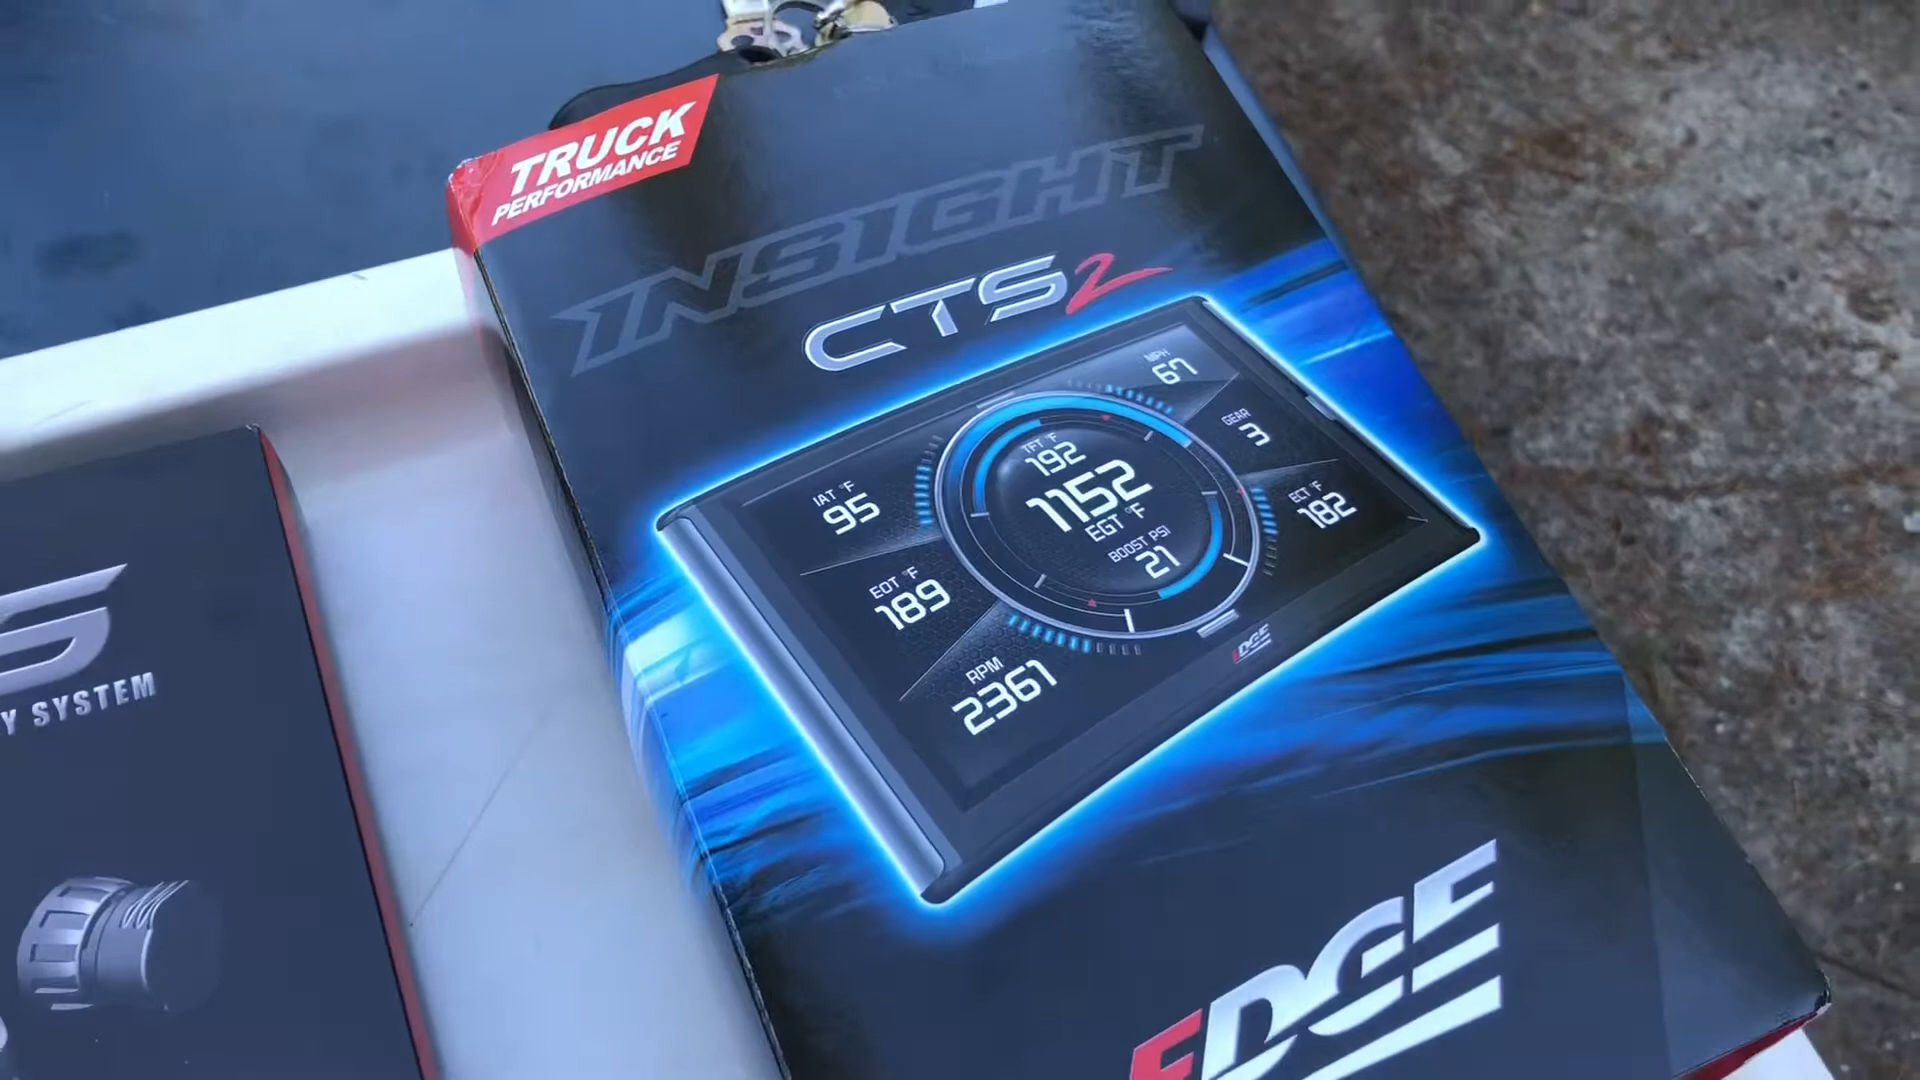 TRUCK
PERFORMANCE
INSIGHT
CTS2
MPH
67
GEAR
3
ECT °F
182
TFT °F
192
1152
EGT °F
BOOST PSI
21
IAT °F
95
EOT °F
189
RPM
2361
EDGE
EDGE
S
Y SYSTEM